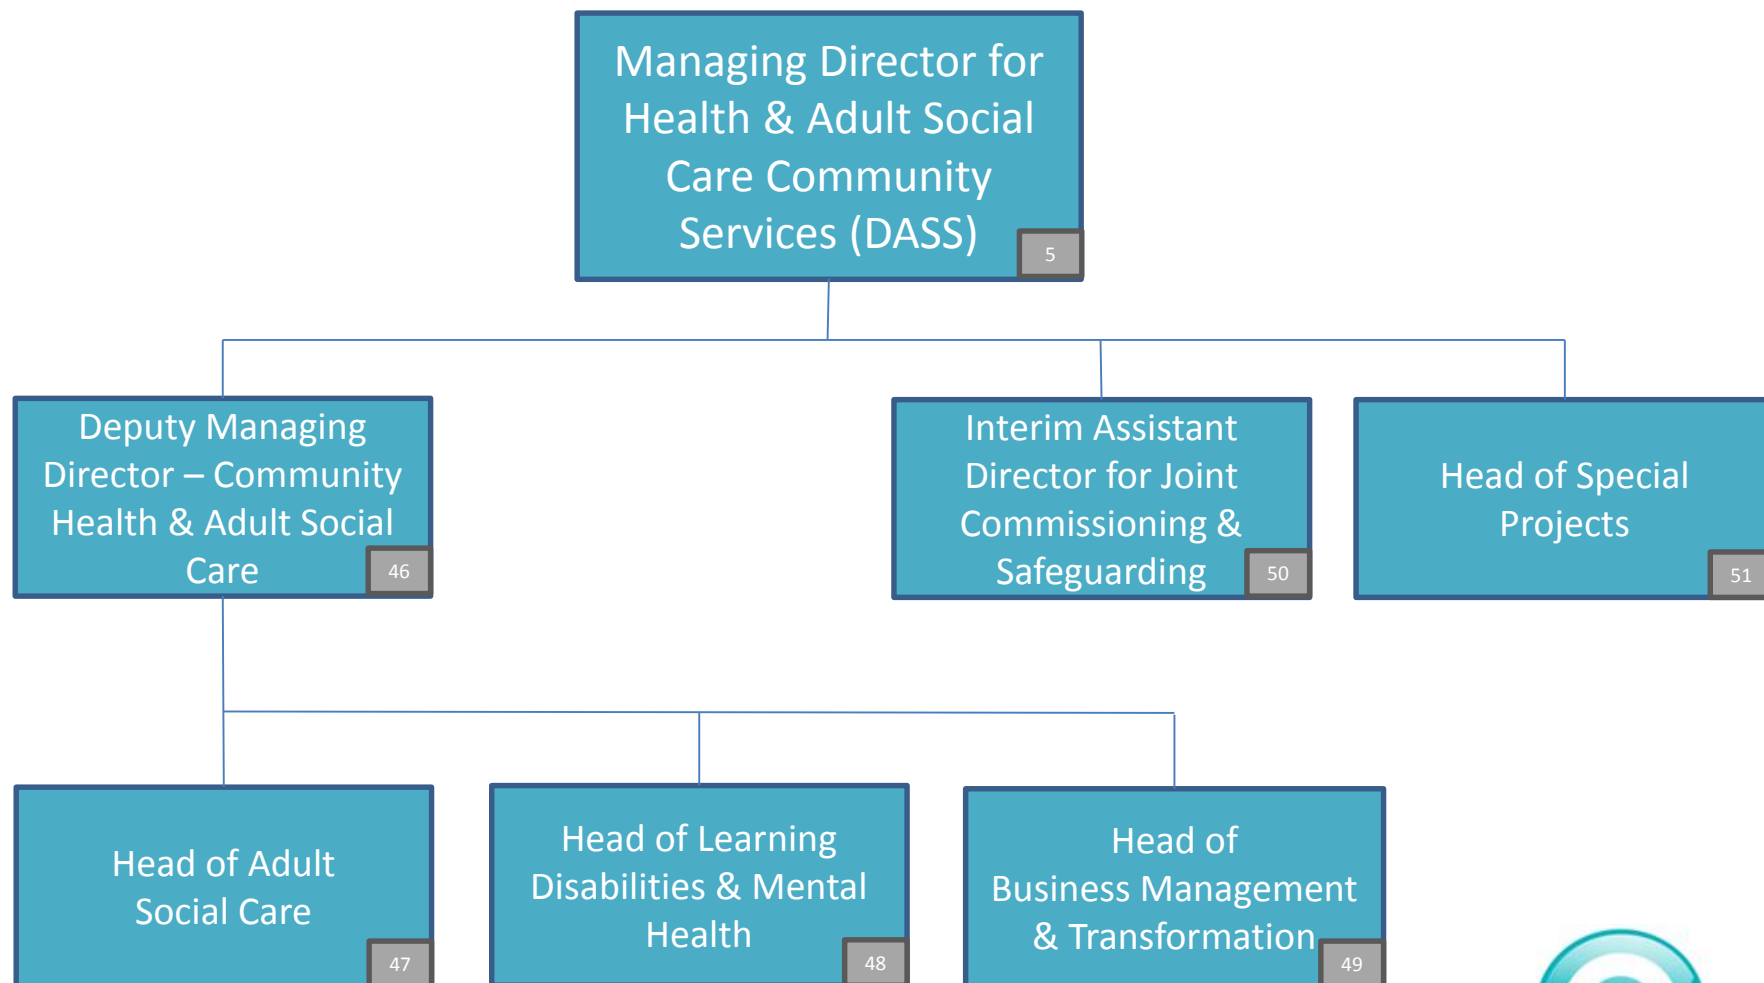 Managing Director for
Health & Adult Social
Care Community
Services (DASS)
5
Deputy Managing
Director – Community
Health & Adult Social
Care
46
Interim Assistant
Director for Joint
Commissioning &
Safeguarding
50
Head of Special
Projects
51
Head of Adult
Social Care
47
Head of Learning
Disabilities & Mental
Health
48
Head of
Business Management
& Transformation
49